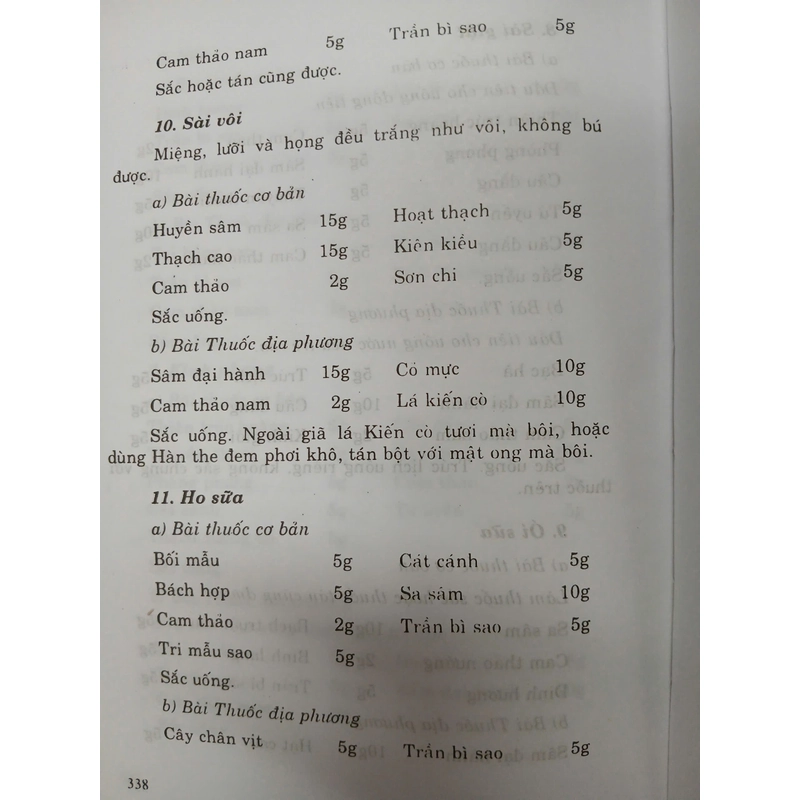 Cam thảo nam 5g Trần bì sao 5g
Sắc hoặc tán cũng được.
10. Sài vôi
Miệng, lưỡi và họng đều trắng như vôi, không bú
được.
a) Bài thuốc cơ bản
Huyền sâm 15g Hoạt thạch 5g
Thạch cao 15g Kiên kiều 5g
Cam thảo 2g Sơn chi 5g
Sắc uống.
b) Bài Thuốc địa phương
Sâm đại hành 15g Cỏ mực 10g
Cam thảo nam 2g Lá kiến cò 10g
Sắc uống. Ngoài giã lá Kiến cò tươi mà bôi, hoặc
dùng Hàn the đem phơi khô, tán bột với mật ong mà bôi.
11. Ho sữa
a) Bài thuốc cơ bản
Bối mẫu 5g Cát cánh 5g
Bách hợp 5g Sa sâm 10g
Cam thảo 2g Trần bì sao 5g
Tri mẫu sao 5g
Sắc uống.
b) Bài Thuốc địa phương
Cây chân vịt 5g Trần bì sao 5g
338